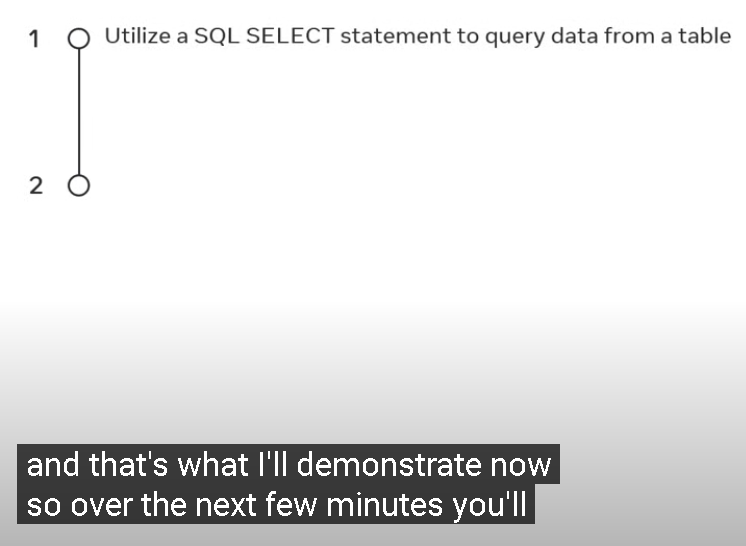 1 Utilize a SQL SELECT statement to query data from a table
2
and that's what I'll demonstrate now
so over the next few minutes you'll